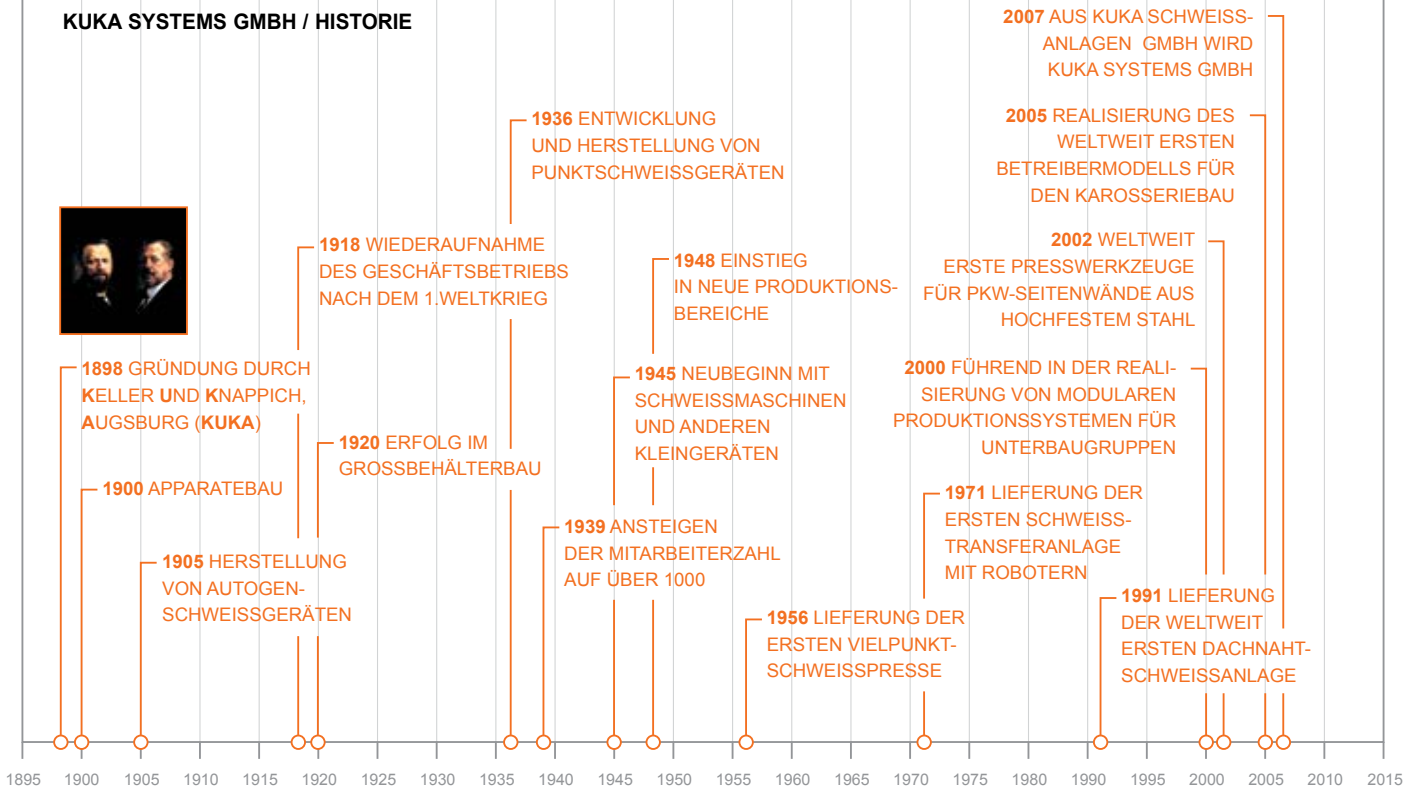 KUKA SYSTEMS GMBH / HISTORIE
1898 GRÜNDUNG DURCH
KELLER UND KNAPPICH,
AUGSBURG (KUKA)
1900 APPARATEBAU
1905 HERSTELLUNG
VON AUTOGEN-
SCHWEISSGERÄTEN
1918 WIEDERAUFNAHME
DES GESCHÄFTSBETRIEBS
NACH DEM 1.WELTKRIEG
1920 ERFOLG IM
GROSSBEHÄLTERBAU
1936 ENTWICKLUNG
UND HERSTELLUNG VON
PUNKTSCHWEISSGERÄTEN
1939 ANSTEIGEN
DER MITARBEITERZAHL
AUF ÜBER 1000
1945 NEUBEGINN MIT
SCHWEISSMASCHINEN
UND ANDEREN
KLEINGERÄTEN
1948 EINSTIEG
IN NEUE PRODUKTIONS-
BEREICHE
1956 LIEFERUNG DER
ERSTEN VIELPUNKT-
SCHWEISSPRESSE
1971 LIEFERUNG DER
ERSTEN SCHWEISS-
TRANSFERANLAGE
MIT ROBOTERN
1991 LIEFERUNG
DER WELTWEIT
ERSTEN DACHNAHT-
SCHWEISSANLAGE
2000 FÜHREND IN DER REALI-
SIERUNG VON MODULAREN
PRODUKTIONSSYSTEMEN FÜR
UNTERBAUGRUPPEN
2002 WELTWEIT
ERSTE PRESSWERKZEUGE
FÜR PKW-SEITENWÄNDE AUS
HOCHFESTEM STAHL
2005 REALISIERUNG DES
WELTWEIT ERSTEN
BETREIBERMODELLS FÜR
DEN KAROSSERIEBAU
2007 AUS KUKA SCHWEISS-
ANLAGEN GMBH WIRD
KUKA SYSTEMS GMBH
1895 1900 1905 1910 1915 1920 1925 1930 1935 1940 1945 1950 1955 1960 1965 1970 1975 1980 1985 1990 1995 2000 2005 2010 2015